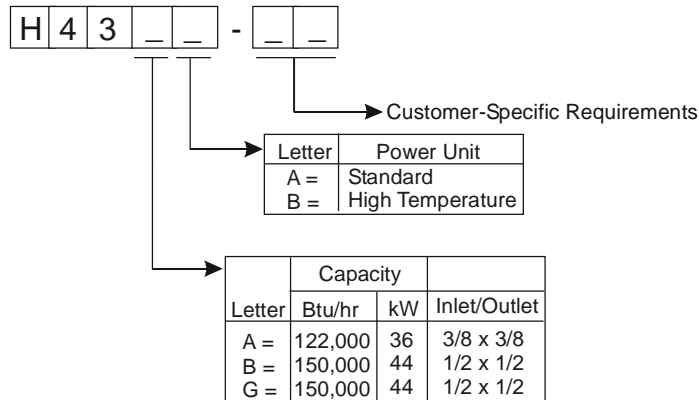 H 4 3 _ _ - _ _
Customer-Specific Requirements
Letter Power Unit
A = Standard
B = High Temperature
Capacity
Letter Btu/hr kW Inlet/Outlet
A = 122,000 36 3/8 x 3/8
B = 150,000 44 1/2 x 1/2
G = 150,000 44 1/2 x 1/2